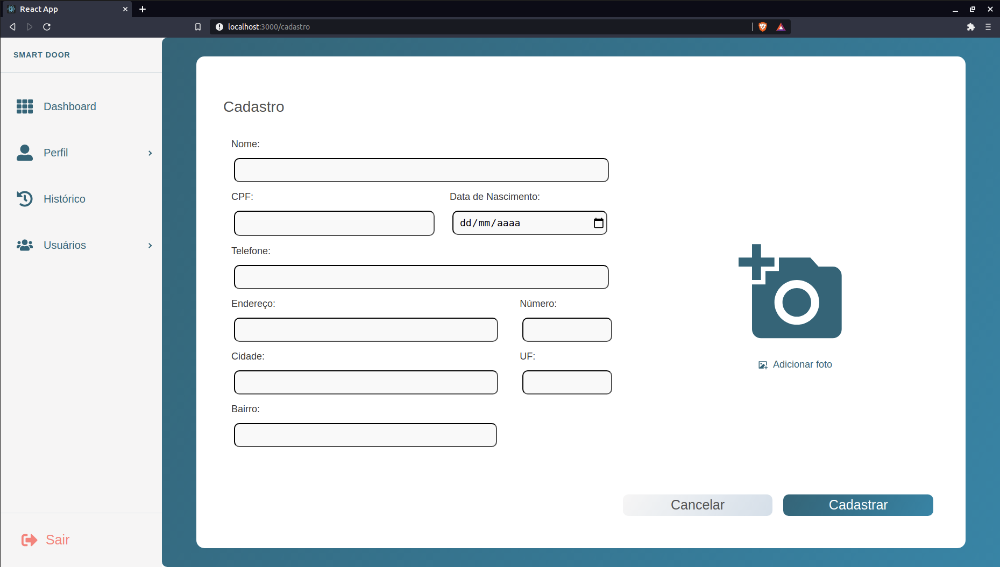 React App
localhost:3000/cadastro
SMART DOOR
Dashboard
Perfil
Histórico
Usuários
Sair
Cadastro
Nome:
CPF:
Data de Nascimento:
dd/mm/aaaa
Telefone:
Endereço:
Número:
Cidade:
UF:
Bairro:
Adicionar foto
Cancelar
Cadastrar